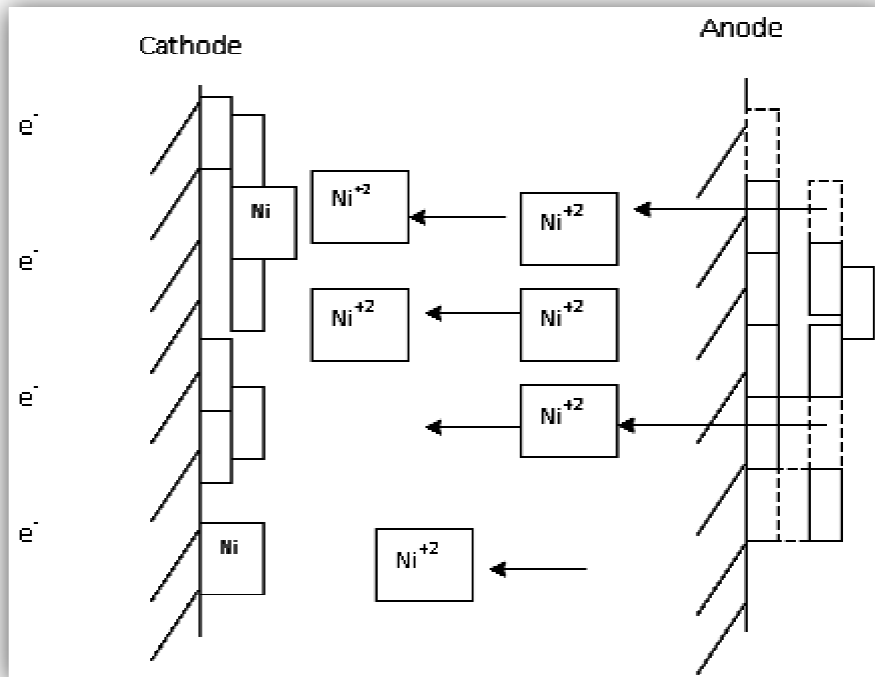 Cathode
Anode
e⁻
Ni
Ni⁺²
Ni⁺²
e⁻
Ni⁺²
Ni⁺²
e⁻
Ni⁺²
e⁻
Ni
Ni⁺²